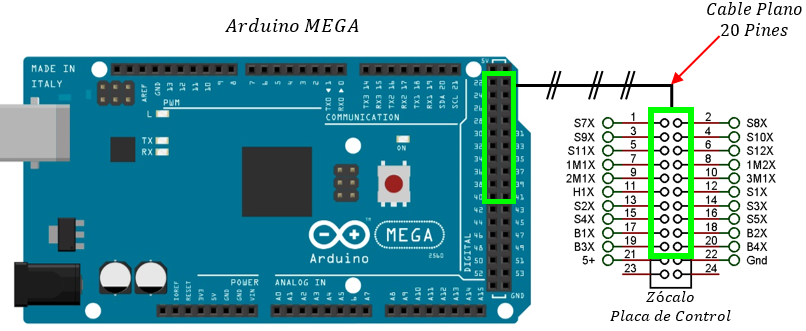 Arduino MEGA
Cable Plano
20 Pines
MADE IN
ITALY
AREF
GND
13
12
11
10
9
8
7
6
5
4
3
2
TXD 1
RXD 0
TX3 14
RX3 15
TX2 16
RX2 17
TX1 18
RX1 19
SDA 20
SCL 21
5V
PWM
COMMUNICATION
L
TX
RX
ON
22
24
26
28
30 31
32 33
34 35
36 37
38 39
40 41
42 43
44 45
46 47
48 49
50 51
52 53
GND
DIGITAL
MEGA
2560
Arduino
TM
POWER
ANALOG IN
IOREF
RESET
3V3
5V
GND
GND
VIN
A0
A1
A2
A3
A4
A5
A6
A7
A8
A9
A10
A11
A12
A13
A14
A15
S7X 1 2 S8X
S9X 3 4 S10X
S11X 5 6 S12X
1M1X 7 8 1M2X
2M1X 9 10 3M1X
H1X 11 12 S1X
S2X 13 14 S3X
S4X 15 16 S5X
B1X 17 18 B2X
B3X 19 20 B4X
5+ 21 22 Gnd
23 24
Zócalo
Placa de Control